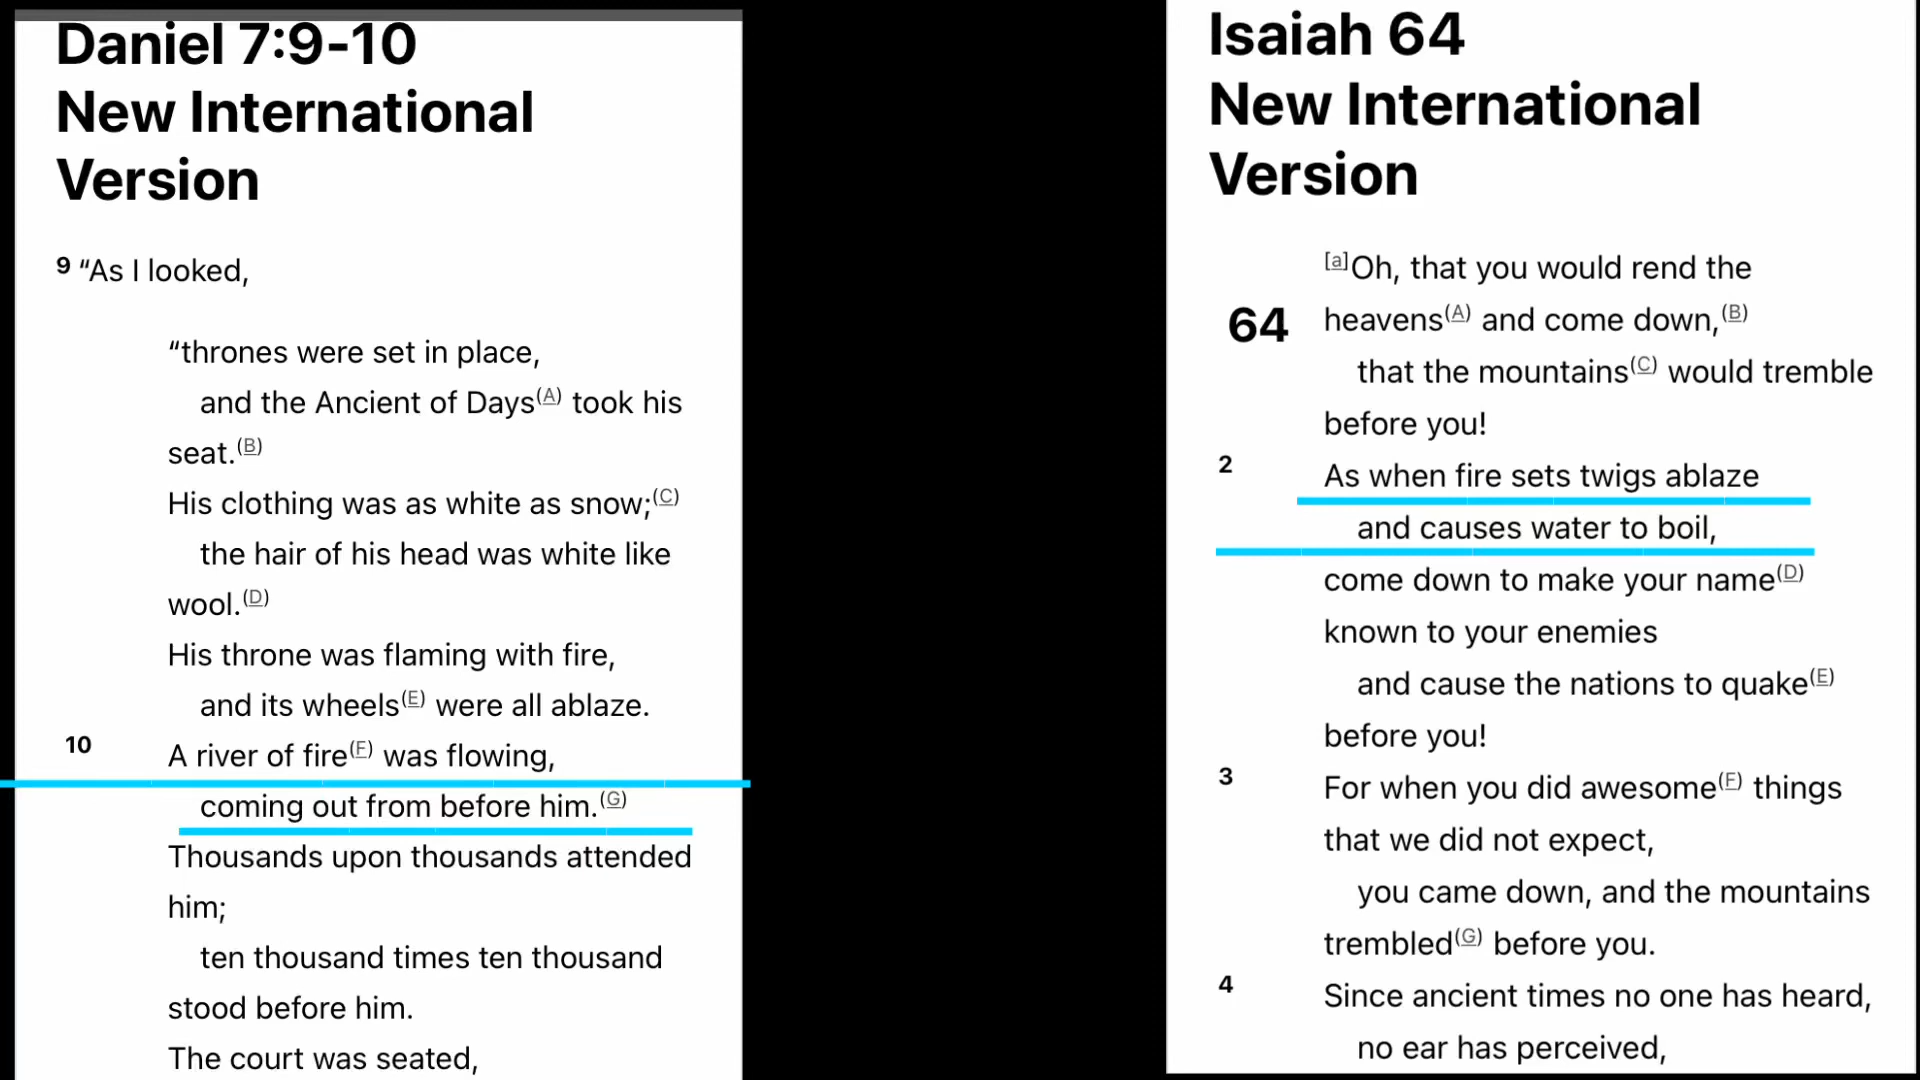 Daniel 7:9-10
New International
Version
9 “As I looked,
“thrones were set in place,
and the Ancient of Days(A) took his
seat.(B)
His clothing was as white as snow;(C)
the hair of his head was white like
wool.(D)
His throne was flaming with fire,
and its wheels(E) were all ablaze.
10 A river of fire(F) was flowing,
coming out from before him.(G)
Thousands upon thousands attended
him;
ten thousand times ten thousand
stood before him.
The court was seated,
Isaiah 64
New International
Version
[a]Oh, that you would rend the
64 heavens(A) and come down,(B)
that the mountains(C) would tremble
before you!
2 As when fire sets twigs ablaze
and causes water to boil,
come down to make your name(D)
known to your enemies
and cause the nations to quake(E)
before you!
3 For when you did awesome(F) things
that we did not expect,
you came down, and the mountains
trembled(G) before you.
4 Since ancient times no one has heard,
no ear has perceived,